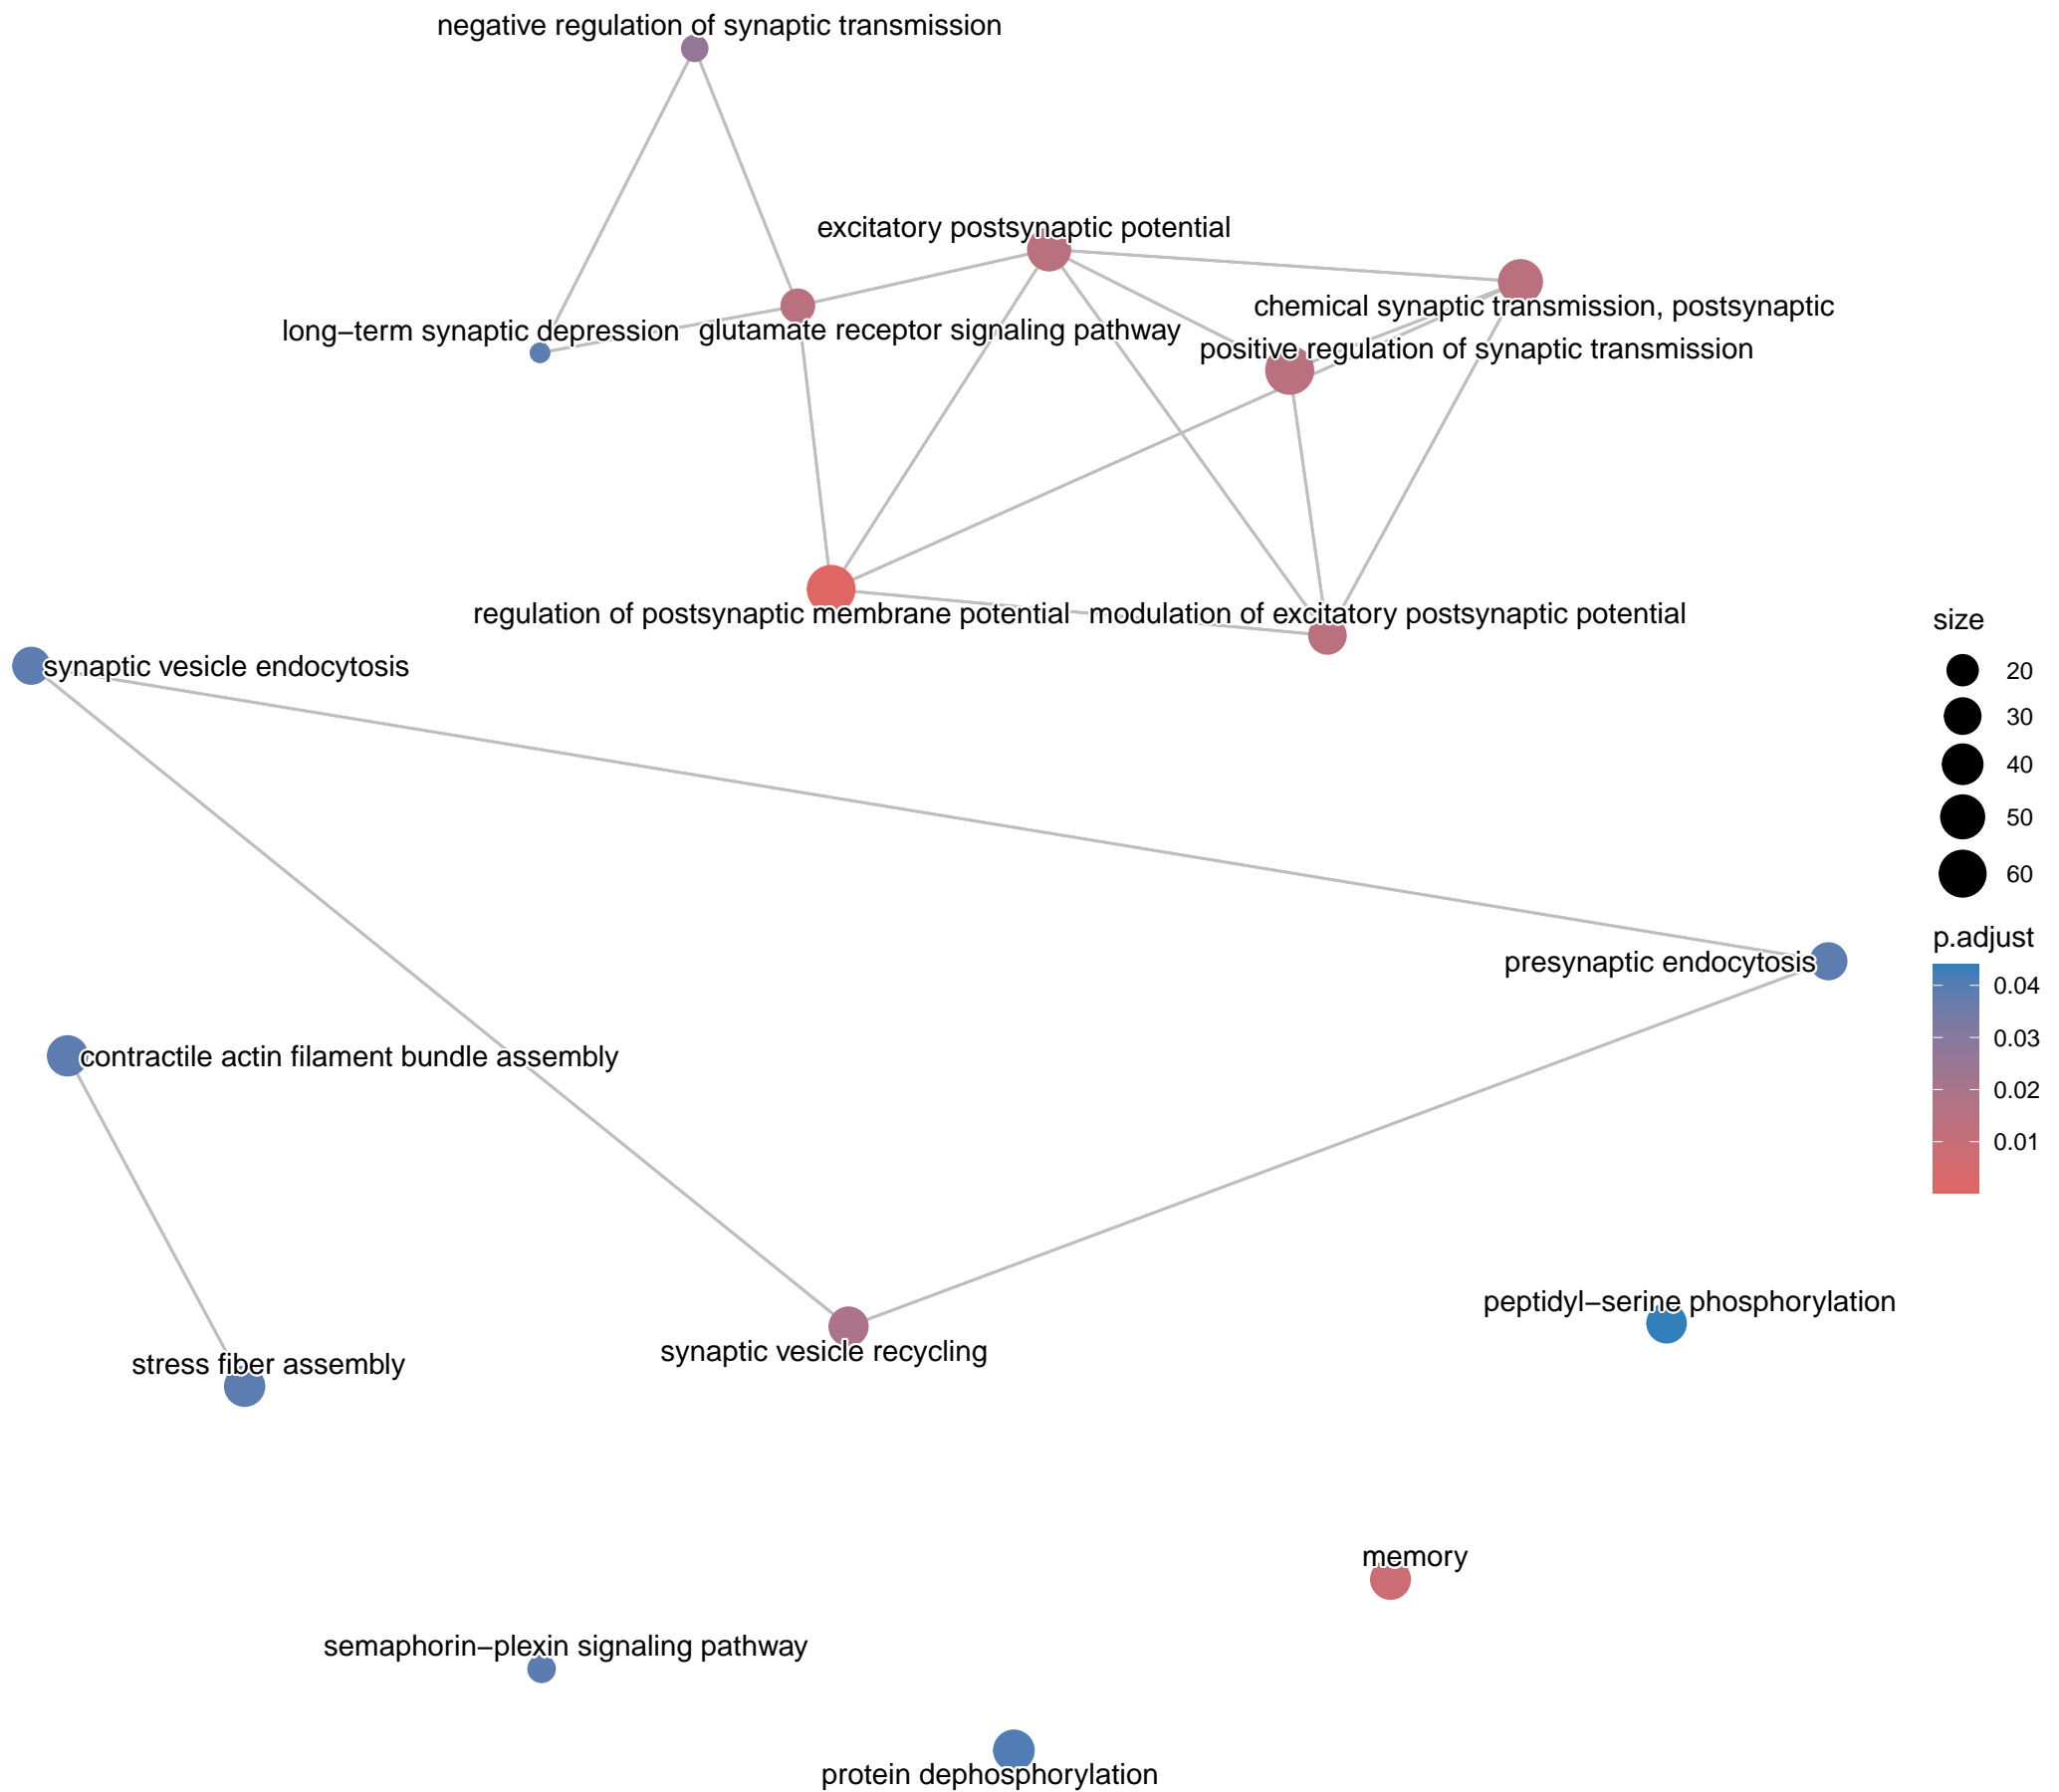 negative regulation of synaptic transmission
excitatory postsynaptic potential
chemical synaptic transmission, postsynaptic
long−term synaptic depression
glutamate receptor signaling pathway
positive regulation of synaptic transmission
regulation of postsynaptic membrane potential
modulation of excitatory postsynaptic potential
size
20
30
40
50
60
synaptic vesicle endocytosis
p.adjust
0.04
0.03
0.02
0.01
presynaptic endocytosis
contractile actin filament bundle assembly
peptidyl−serine phosphorylation
synaptic vesicle recycling
stress fiber assembly
memory
semaphorin−plexin signaling pathway
protein dephosphorylation